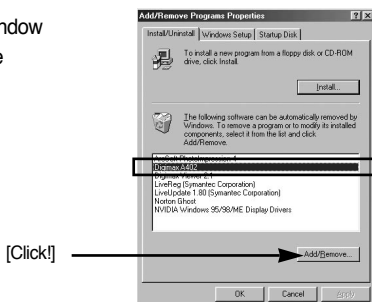 ndow
e
Add/Remove Programs Properties
Install/Uninstall Windows Setup Startup Disk
To install a new program from a floppy disk or CD-ROM
drive, click Install.
Install...
The following software can be automatically removed by
Windows. To remove a program or to modify its installed
components, select it from the list and click
Add/Remove.
Digimax A402
Digimax Viewer 2.1
LiveReg (Symantec Corporation)
LiveUpdate 1.80 (Symantec Corporation)
Norton Ghost
NVIDIA Windows 95/98/ME Display Drivers
[Click!]
Add/Remove...
OK Cancel Apply